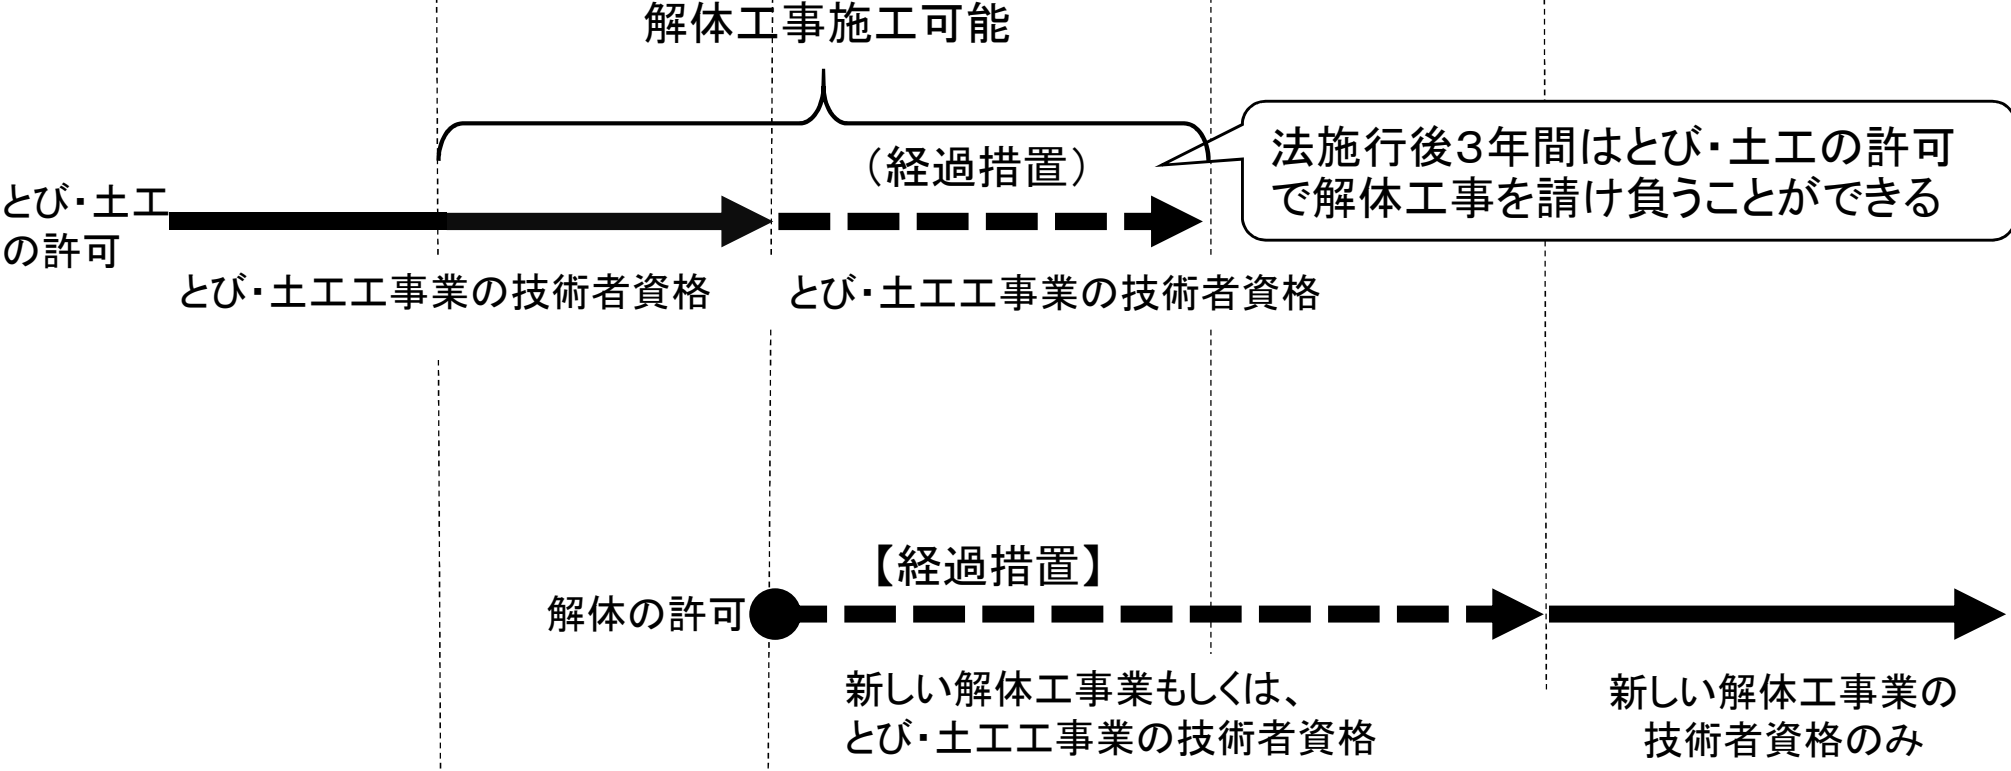 解体工事施工可能
(経過措置)
法施行後3年間はとび・土工の許可
で解体工事を請け負うことができる
とび・土工
の許可
とび・土工工事業の技術者資格
とび・土工工事業の技術者資格
【経過措置】
解体の許可
新しい解体工事業もしくは、
とび・土工工事業の技術者資格
新しい解体工事業の
技術者資格のみ